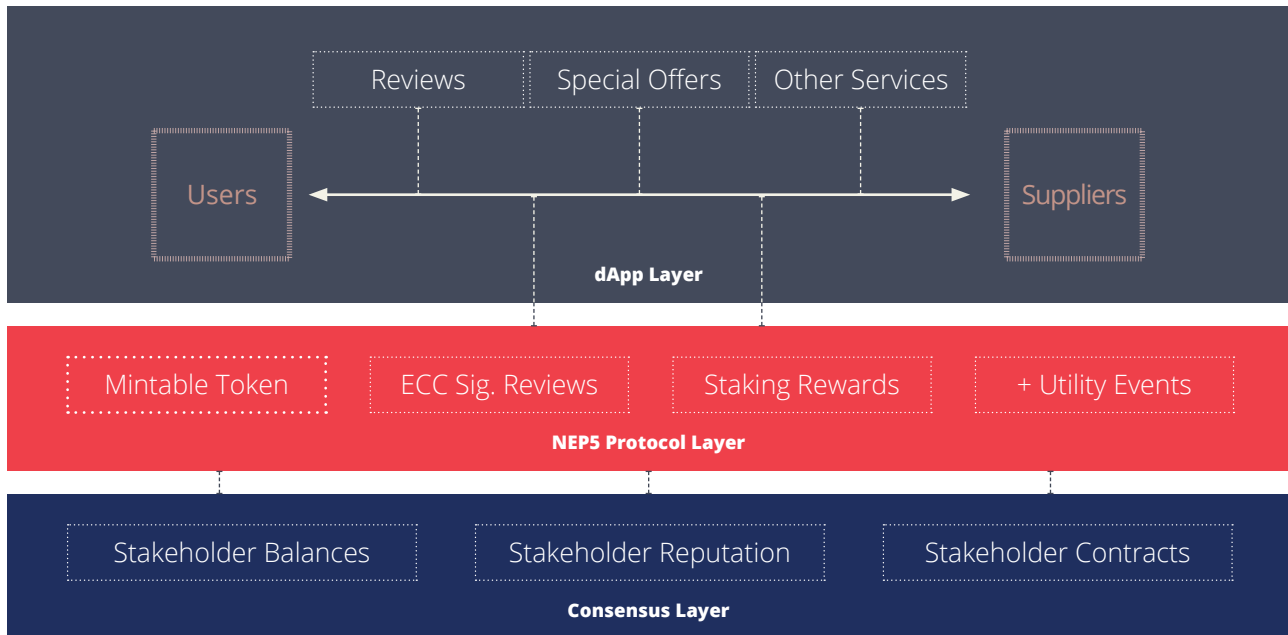 Reviews
Special Offers
Other Services
Users
Suppliers
dApp Layer
Mintable Token
ECC Sig. Reviews
Staking Rewards
+ Utility Events
NEP5 Protocol Layer
Stakeholder Balances
Stakeholder Reputation
Stakeholder Contracts
Consensus Layer